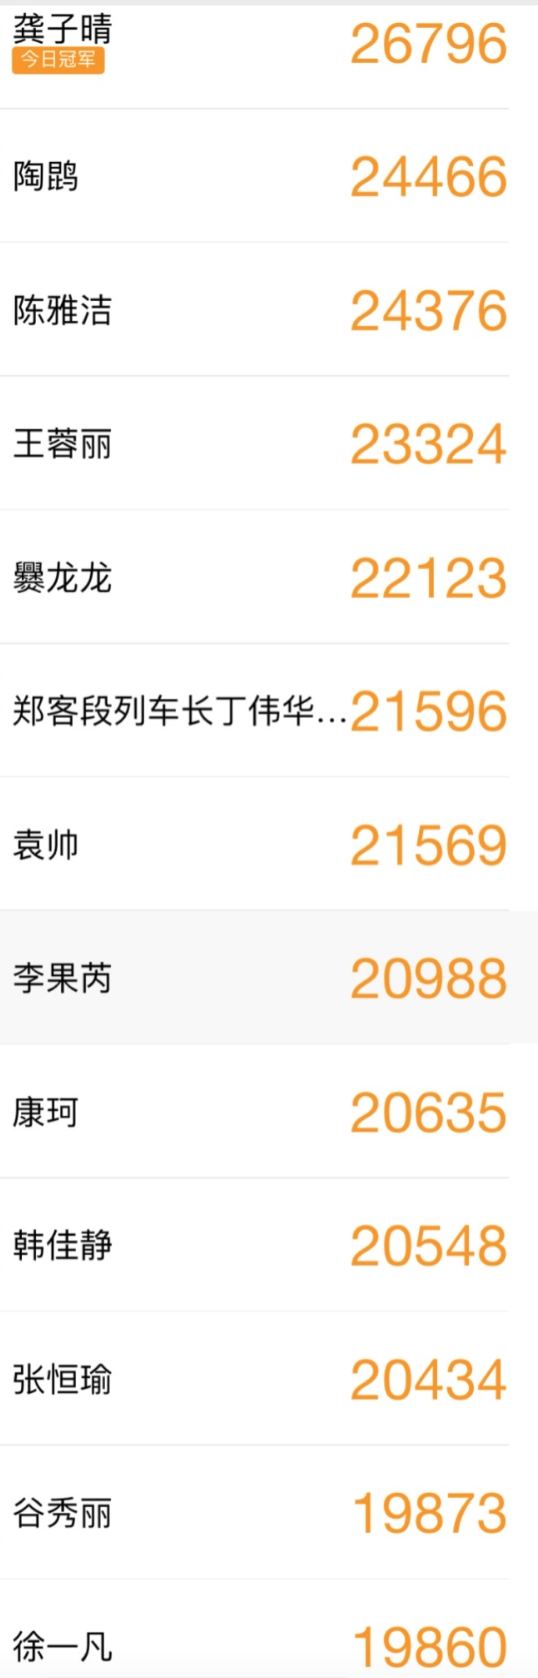 龚子晴 26796
今日冠军
陶鹍 24466
陈雅洁 24376
王蓉丽 23324
爨龙龙 22123
郑客段列车长丁伟华... 21596
袁帅 21569
李果芮 20988
康珂 20635
韩佳静 20548
张恒瑜 20434
谷秀丽 19873
徐一凡 19860